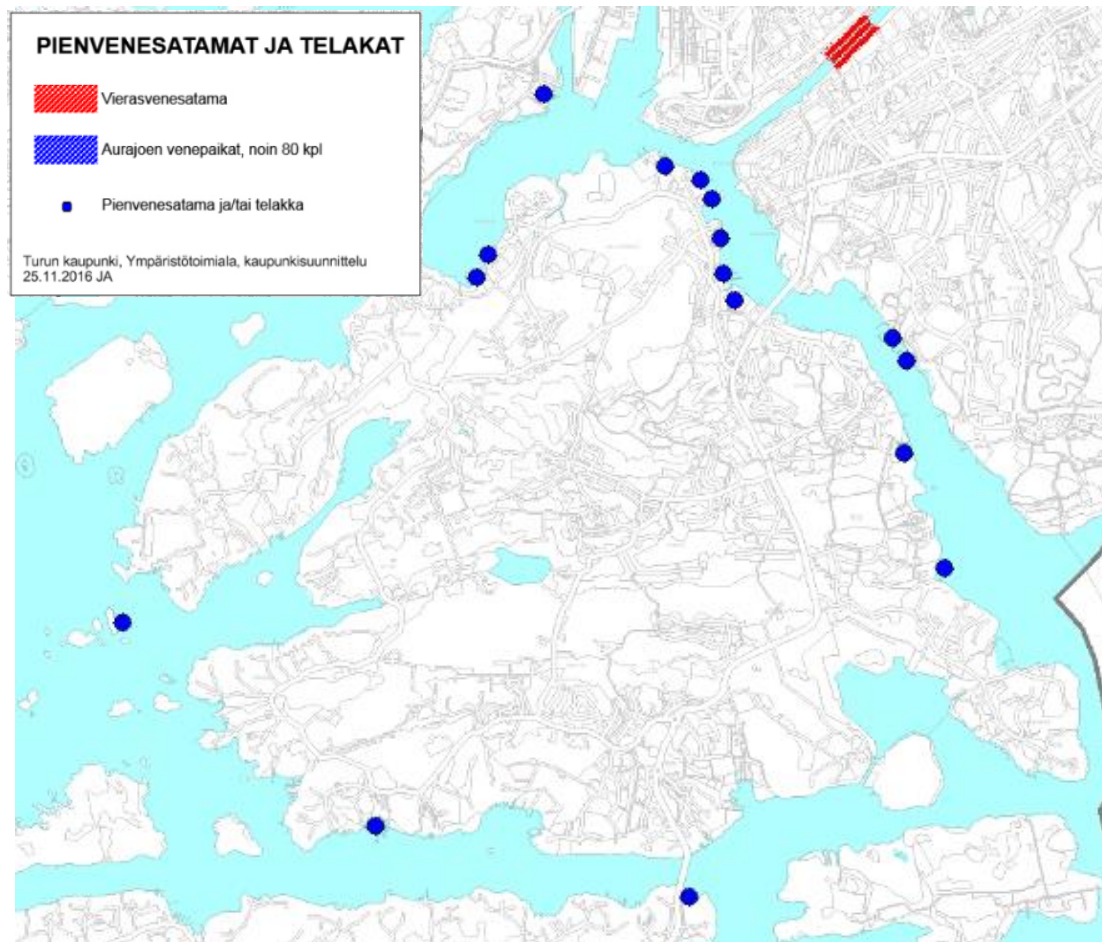 PIENVENESATAMAT JA TELAKAT
Vierasvenesatama
Aurajoen venepaikat, noin 80 kpl
Pienvenesatama ja/tai telakka
Turun kaupunki, Ympäristötoimiala, kaupunkisuunnittelu
25.11.2016 JA